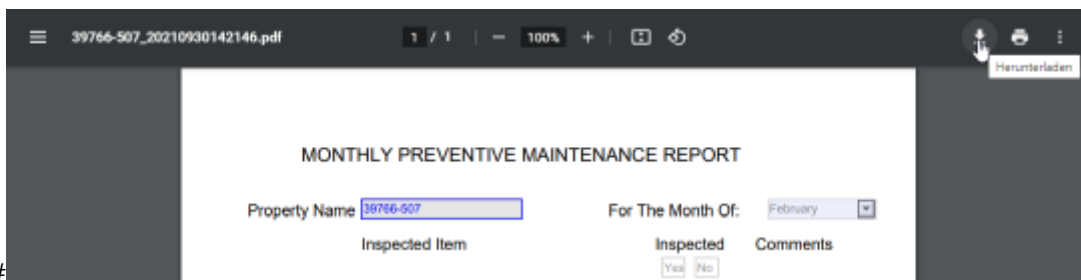 39766-507_20210930142146.pdf 1 / 1 100%
Herunterladen
MONTHLY PREVENTIVE MAINTENANCE REPORT
Property Name 39766-507 For The Month Of: February
Inspected Item Inspected Comments
Yes No
#